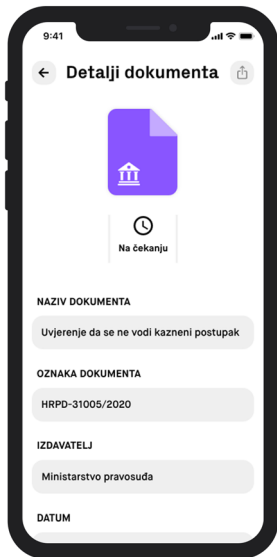 9:41
Detalji dokumenta
Na čekanju
NAZIV DOKUMENTA
Uvjerenje da se ne vodi kazneni postupak
OZNAKA DOKUMENTA
HRPD-31005/2020
IZDAVATELJ
Ministarstvo pravosuđa
DATUM